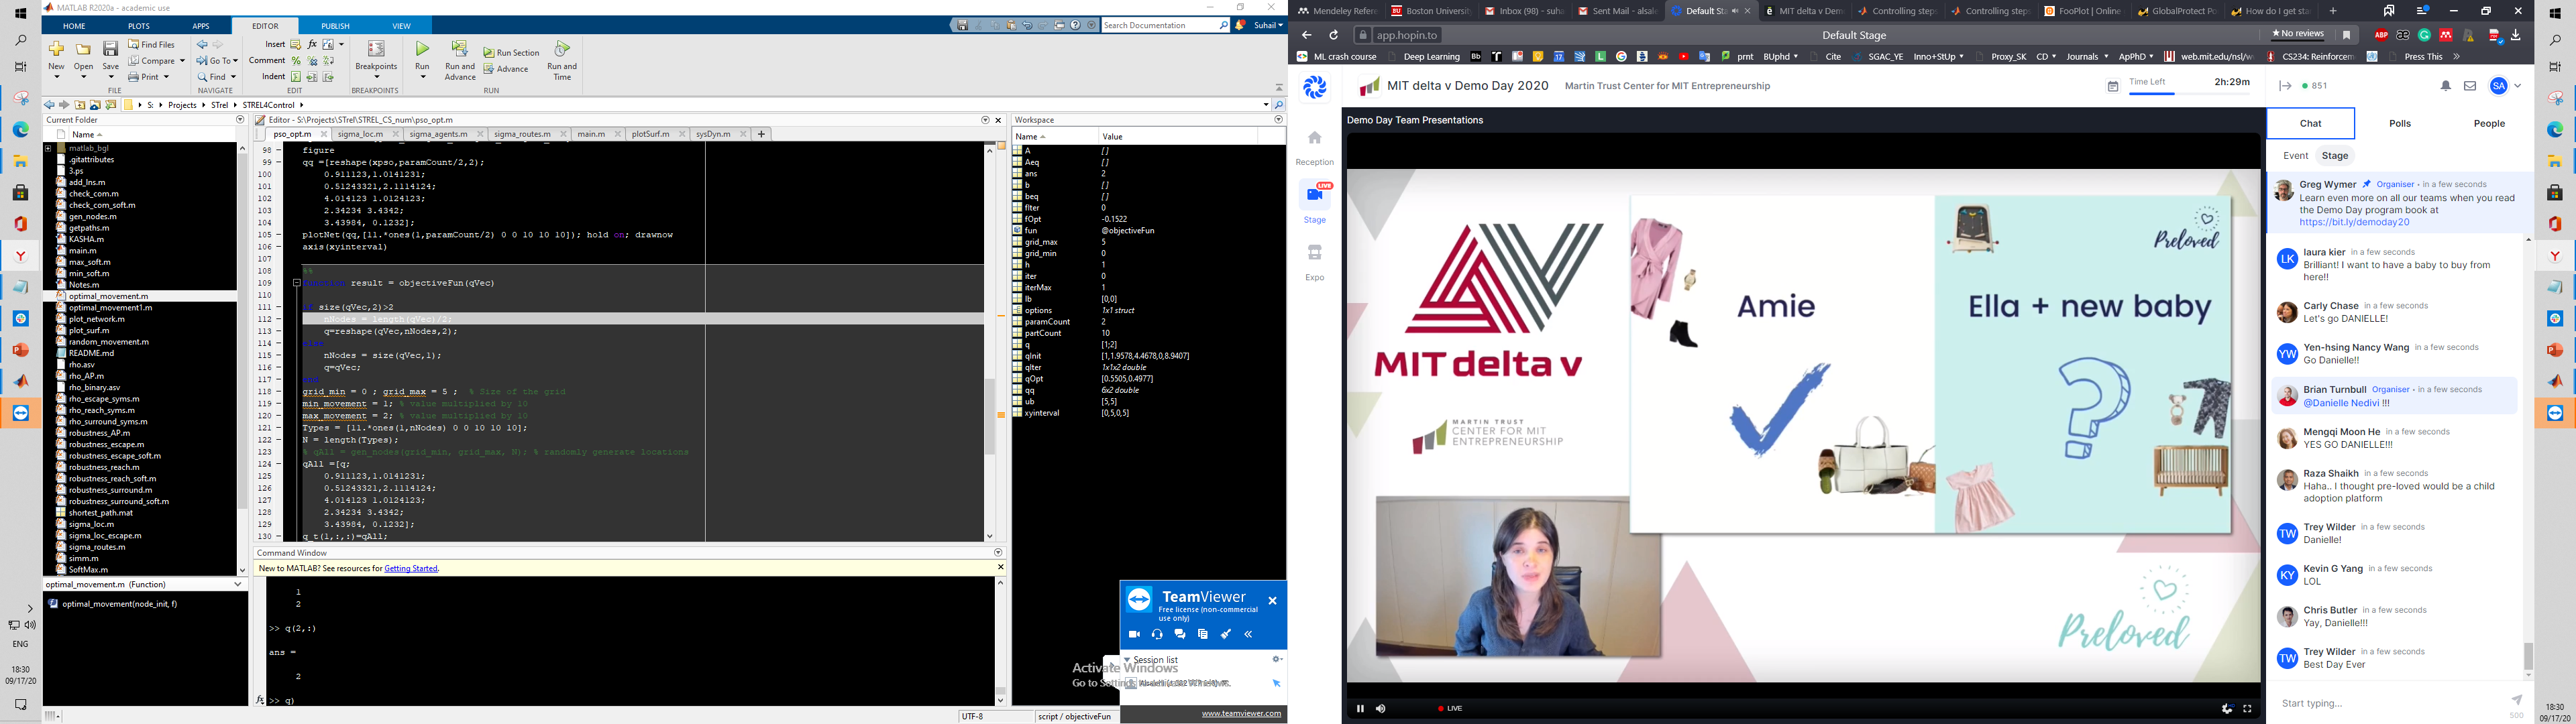 MATLAB R2020a - academic use
HOME PLOTS APPS EDITOR PUBLISH VIEW
Search Documentation
Suhail
New Open Save
Find Files
Compare
Print
Go To
Find
Insert
Comment
Indent
Breakpoints
Run
Run and Advance
Run Section
Advance
Run and Time
FILE NAVIGATE EDIT BREAKPOINTS RUN
S: Projects STrel STREL4Control
Current Folder
Name
matlab_bgl
.gitattributes
3.ps
add_lns.m
check_com.m
check_com_soft.m
gen_nodes.m
getpaths.m
KASHA.m
main.m
max_soft.m
min_soft.m
Notes.m
optimal_movement.m
optimal_movement1.m
plot_network.m
plot_surf.m
random_movement.m
README.md
rho.asv
rho_AP.m
rho_binary.asv
rho_escape_syms.m
rho_reach_syms.m
rho_surround_syms.m
robustness_AP.m
robustness_escape.m
robustness_escape_soft.m
robustness_reach.m
robustness_reach_soft.m
robustness_surround.m
robustness_surround_soft.m
shortest_path.mat
sigma_loc.m
sigma_loc_escape.m
sigma_routes.m
simm.m
SoftMax.m
optimal_movement.m (Function)
optimal_movement(node_init, f)
Editor - S:\Projects\STrel\STREL_CS_num\pso_opt.m
pso_opt.m sigma_loc.m sigma_agents.m sigma_routes.m main.m plotSurf.m sysDyn.m
98 figure
99 qq =[reshape(xpso,paramCount/2,2);
100 0.911123,1.0141231;
101 0.51243321,2.1114124;
102 4.014123 1.0124123;
103 2.34234 3.4342;
104 3.43984, 0.1232];
105 plotNet(qq,[11.*ones(1,paramCount/2) 0 0 10 10 10]); hold on; drawnow
106 axis(xyinterval)
107
108 %%
109 function result = objectiveFun(qVec)
110
111 if size(qVec,2)>2
112 nNodes = length(qVec)/2;
113 q=reshape(qVec,nNodes,2);
114 else
115 nNodes = size(qVec,1);
116 q=qVec;
117 end
118 grid_min = 0 ; grid_max = 5 ; % Size of the grid
119 min_movement = 1; % value multiplied by 10
120 max_movement = 2; % value multiplied by 10
121 Types = [11.*ones(1,nNodes) 0 0 10 10 10];
122 N = length(Types);
123 % qAll = gen_nodes(grid_min, grid_max, N); % randomly generate locations
124 qAll =[q;
125 0.911123,1.0141231;
126 0.51243321,2.1114124;
127 4.014123 1.0124123;
128 2.34234 3.4342;
129 3.43984, 0.1232];
130 q_t(1,:,:)=qAll;
Command Window
New to MATLAB? See resources for Getting Started.
1
2
>> q(2,:)
ans =
2
>> q)
UTF-8 script / objectiveFun
Workspace
Name Value
A []
Aeq []
ans 2
b []
beq []
fIter 0
fOpt -0.1522
fun @objectiveFun
grid_max 5
grid_min 0
h 1
iter 0
iterMax 1
lb [0,0]
options 1x1 struct
paramCount 2
partCount 10
q [1;2]
qInit [1,1.9578,4.4678,0.8,9407]
qIter 1x1x2 double
qOpt [0.5505,0.4977]
qq 6x2 double
ub [5,5]
xyinterval [0,5,0,5]
TeamViewer
Free license (non-commercial use only)
Session list
Activate Windows
www.teamviewer.com
ENG
18:30
09/17/20
Mendeley Refere
Boston University
Inbox (98) - suha
Sent Mail - alsale
Default Sta
MIT delta v Dem
Controlling step
Controlling step
FooPlot | Online
GlobalProtect Po
How do I get sta
app.hopin.to
Default Stage
No reviews
ML crash course
Deep Learning
prnt
BUphd
Cite
SGAC_YE
Inno+StUp
Proxy_SK
CD
Journals
ApPhD
web.mit.edu/nsl/w
CS234: Reinforcem
Press This
MIT delta v Demo Day 2020 Martin Trust Center for MIT Entrepreneurship
Time Left
2h:29m
851
SA
Reception
LIVE
Stage
Expo
Demo Day Team Presentations
MIT delta v
MARTIN TRUST
CENTER FOR MIT
ENTREPRENEURSHIP
Amie
Ella + new baby
?
Preloved
Preloved
LIVE
Chat Polls People
Event Stage
Greg Wymer Organiser • in a few seconds
Learn even more on all our teams when you read
the Demo Day program book at
https://bit.ly/demoday20
LK
laura kier in a few seconds
Brilliant! I want to have a baby to buy from
here!!
Carly Chase in a few seconds
Let's go DANIELLE!
YW
Yen-hsing Nancy Wang in a few seconds
Go Danielle!!
Brian Turnbull Organiser • in a few seconds
@Danielle Nedivi !!!
Mengqi Moon He in a few seconds
YES GO DANIELLE!!!
Raza Shaikh in a few seconds
Haha.. I thought pre-loved would be a child
adoption platform
TW
Trey Wilder in a few seconds
Danielle!
KY
Kevin G Yang in a few seconds
LOL
Chris Butler in a few seconds
Yay, Danielle!!!
TW
Trey Wilder in a few seconds
Best Day Ever
Start typing...
500
18:30
09/17/20